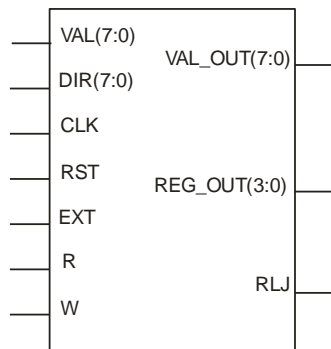 VAL(7:0)
DIR(7:0)
CLK
RST
EXT
R
W
VAL_OUT(7:0)
REG_OUT(3:0)
RLJ